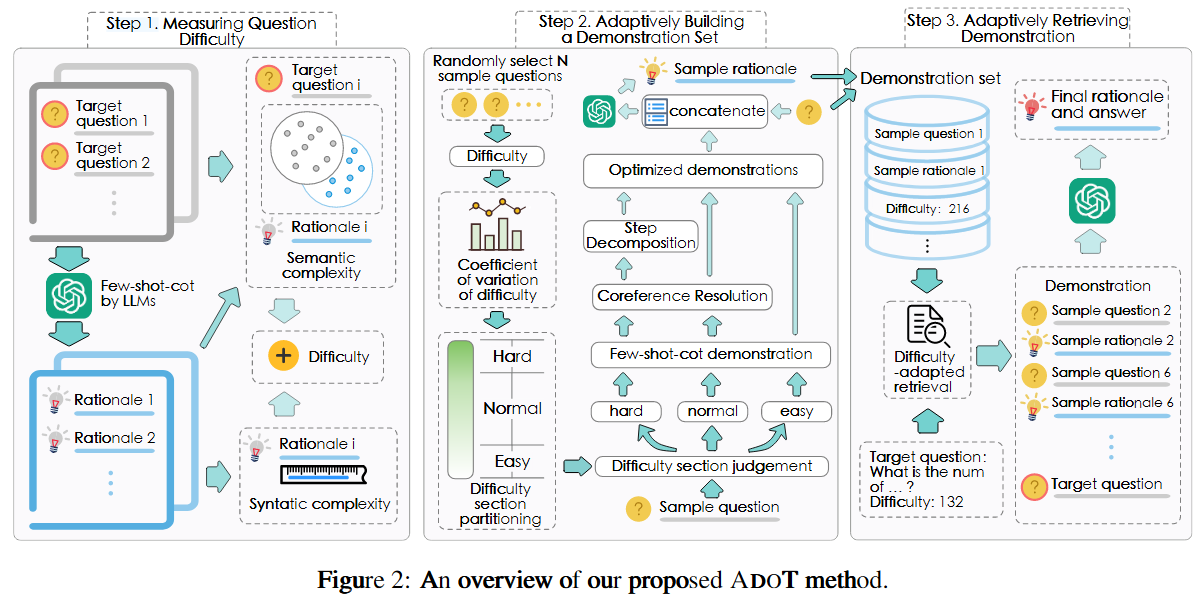 Step 1. Measuring Question
Difficulty
Target
question 1
Target
question 2
Few-shot-cot
by LLMs
Rationale 1
Rationale 2
Target
question i
Rationale i
Semantic
complexity
Difficulty
Rationale i
Syntatic complexity
Step 2. Adaptively Building
a Demonstration Set
Randomly select N
sample questions
Difficulty
Coefficient
of variation
of difficulty
Hard
Normal
Easy
Difficulty
section
partitioning
Sample rationale
concatenate
Optimized demonstrations
Step
Decomposition
Coreference Resolution
Few-shot-cot demonstration
hard
normal
easy
Difficulty section judgement
Sample question
Step 3. Adaptively Retrieving
Demonstration
Demonstration set
Sample question 1
Sample rationale 1
Difficulty: 216
Difficulty
-adapted
retrieval
Target question:
What is the num
of ... ?
Difficulty: 132
Final rationale
and answer
Demonstration
Sample question 2
Sample rationale 2
Sample question 6
Sample rationale 6
Target question
Figure 2: An overview of our proposed ADOT method.